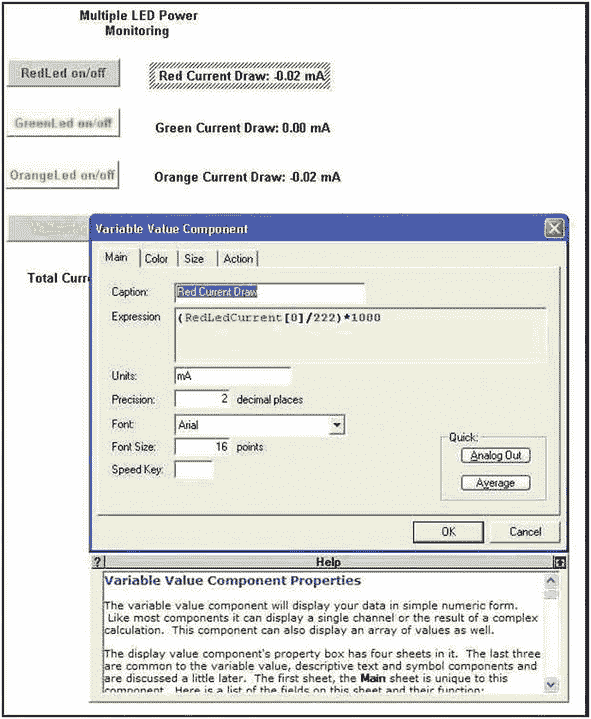 Multiple LED Power
Monitoring
RedLed on/off
Red Current Draw: -0.02 mA
GreenLed on/off
Green Current Draw: 0.00 mA
OrangeLed on/off
Orange Current Draw: -0.02 mA
Total Curre
Variable Value Component
Main Color Size Action
Caption: Red Current Draw
Expression (RedLedCurrent[0]/222)*1000
Units: mA
Precision: 2 decimal places
Font: Arial
Font Size: 16 points
Speed Key:
Quick:
Analog Out
Average
OK Cancel
? Help
Variable Value Component Properties
The variable value component will display your data in simple numeric form.
Like most components it can display a single channel or the result of a complex
calculation. This component can also display an array of values as well.
The display value component's property box has four sheets in it. The last three
are common to the variable value, descriptive text and symbol components and
are discussed a little later. The first sheet, the Main sheet is unique to this
component. Here is a list of the fields on this sheet and their function: